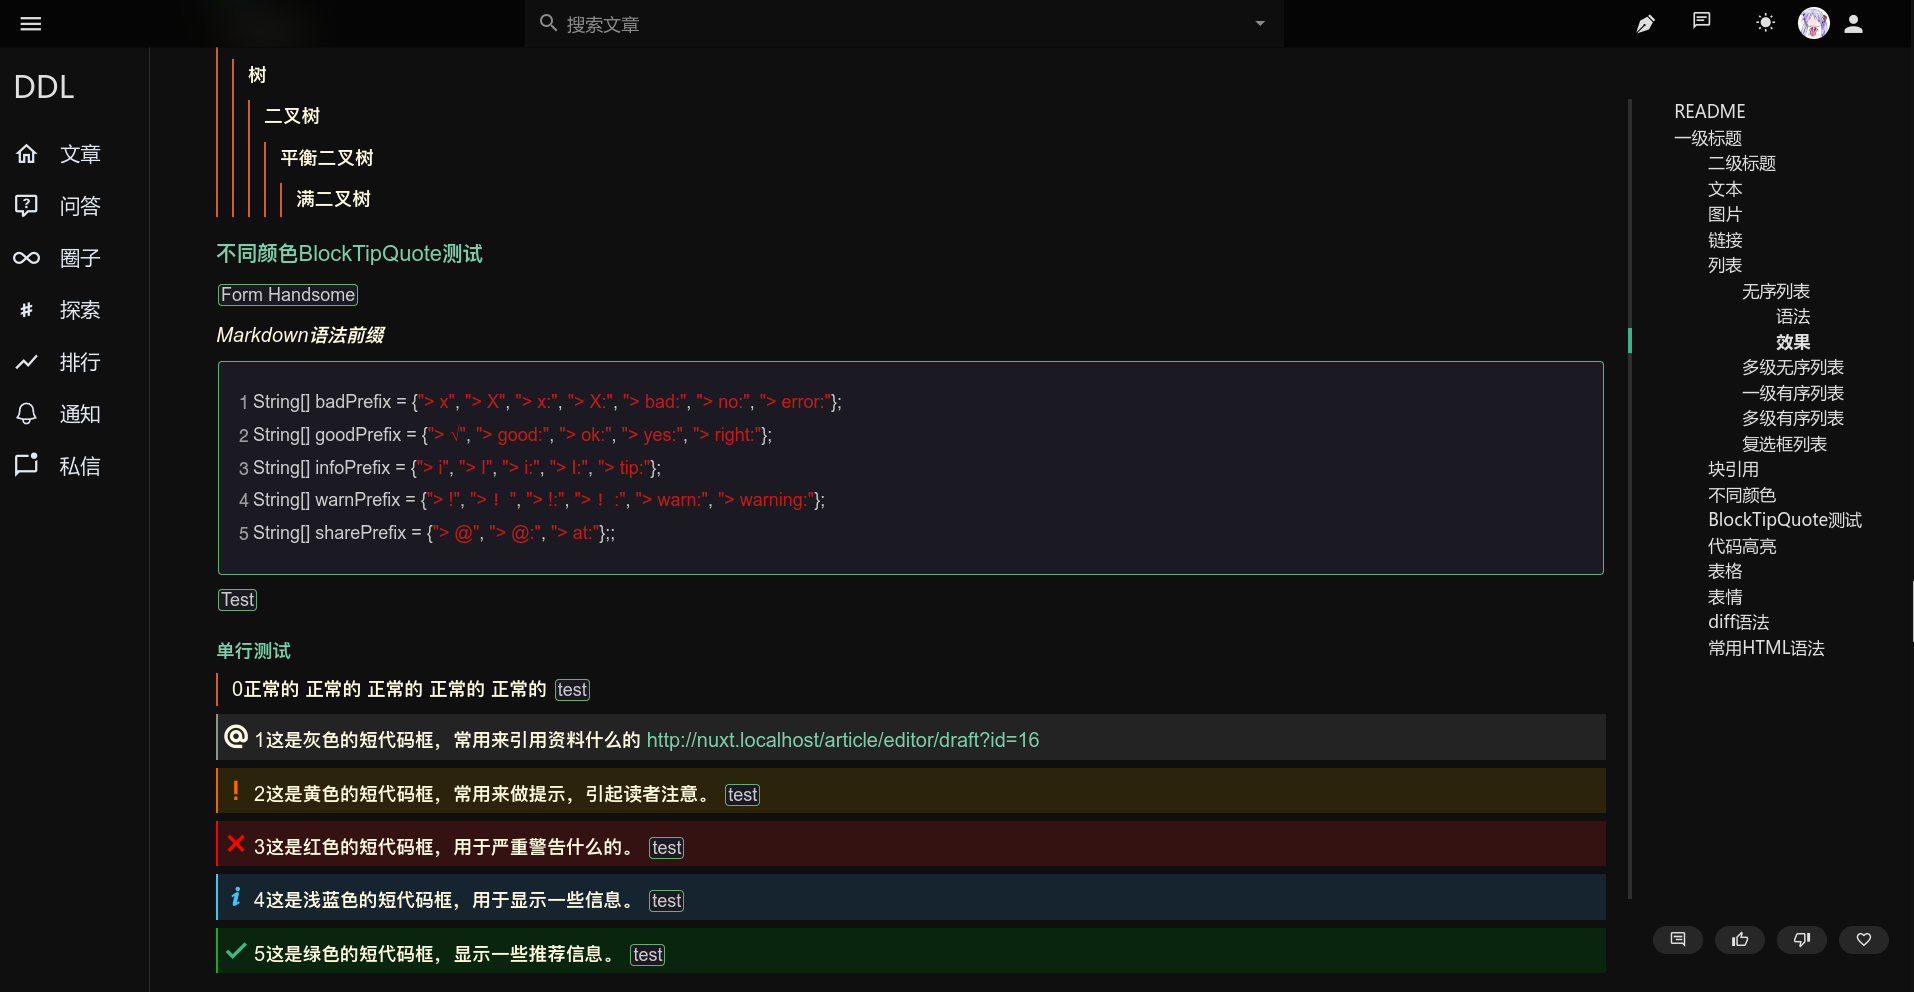 搜索文章
DDL
文章
问答
圈子
探索
排行
通知
私信
树
二叉树
平衡二叉树
满二叉树
不同颜色BlockTipQuote测试
Form Handsome
Markdown语法前缀
1 String[] badPrefix = {"> x", "> X", "> x:", "> X:", "> bad:", "> no:", "> error:"};
2 String[] goodPrefix = {"> √", "> good:", "> ok:", "> yes:", "> right:"};
3 String[] infoPrefix = {"> i", "> I", "> i:", "> I:", "> tip:"};
4 String[] warnPrefix = {"> !", "> ！", "> !:", "> ！:", "> warn:", "> warning:"};
5 String[] sharePrefix = {"> @", "> @:", "> at:"};;
Test
单行测试
0正常的 正常的 正常的 正常的 正常的 test
1这是灰色的短代码框，常用来引用资料什么的 http://nuxt.localhost/article/editor/draft?id=16
2这是黄色的短代码框，常用来做提示，引起读者注意。 test
3这是红色的短代码框，用于严重警告什么的。 test
4这是浅蓝色的短代码框，用于显示一些信息。 test
5这是绿色的短代码框，显示一些推荐信息。 test
README
一级标题
二级标题
文本
图片
链接
列表
无序列表
语法
效果
多级无序列表
一级有序列表
多级有序列表
复选框列表
块引用
不同颜色
BlockTipQuote测试
代码高亮
表格
表情
diff语法
常用HTML语法